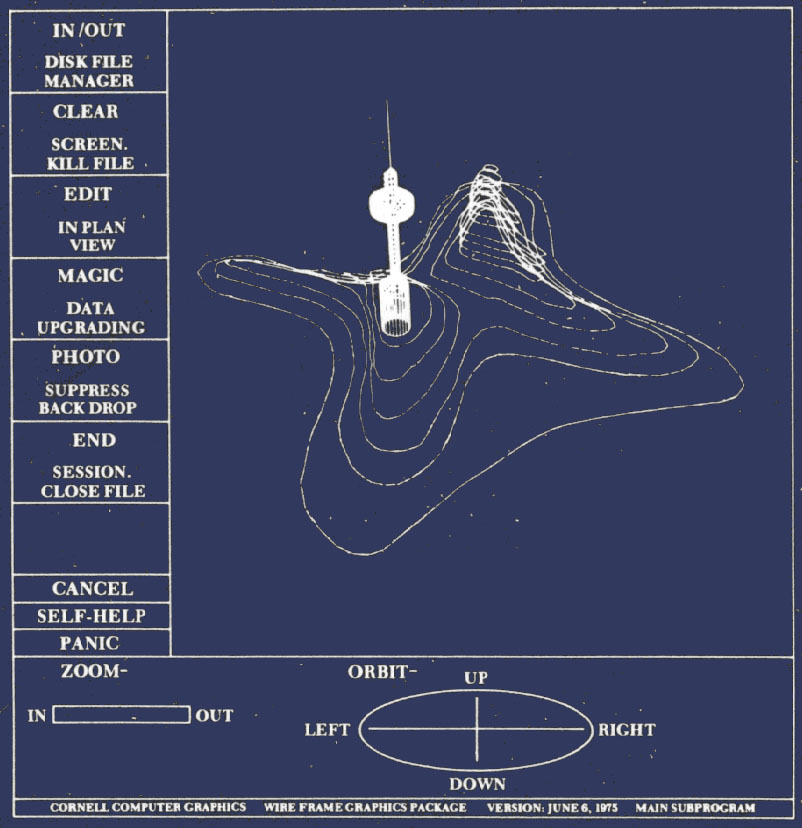 IN/OUT
DISK FILE
MANAGER
CLEAR
SCREEN.
KILL FILE
EDIT
IN PLAN
VIEW
MAGIC
DATA
UPGRADING
PHOTO
SUPPRESS
BACK DROP
END
SESSION.
CLOSE FILE
CANCEL
SELF-HELP
PANIC
ZOOM-
IN OUT
ORBIT-
UP
LEFT RIGHT
DOWN
CORNELL COMPUTER GRAPHICS WIRE FRAME GRAPHICS PACKAGE VERSION: JUNE 6, 1975 MAIN SUBPROGRAM